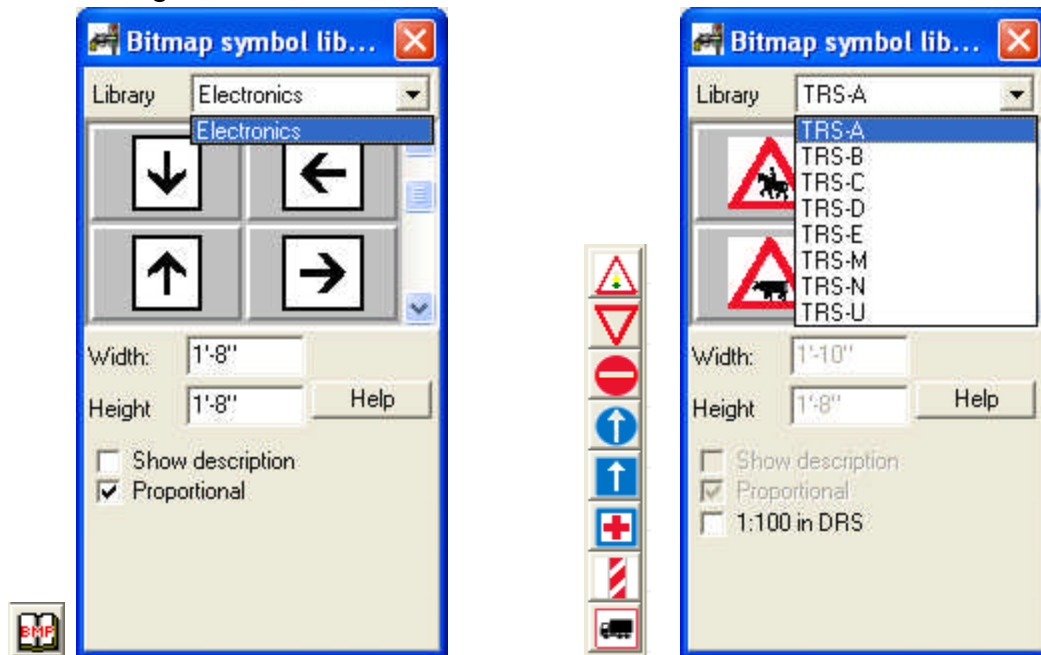 Bitmap symbol lib...
Library Electronics
Electronics
Width: 1'-8"
Height 1'-8"
Help
Show description
Proportional
BMP
Bitmap symbol lib...
Library TRS-A
TRS-A
TRS-B
TRS-C
TRS-D
TRS-E
TRS-M
TRS-N
TRS-U
Width: 1'-10"
Height 1'-8"
Help
Show description
Proportional
1:100 in DRS